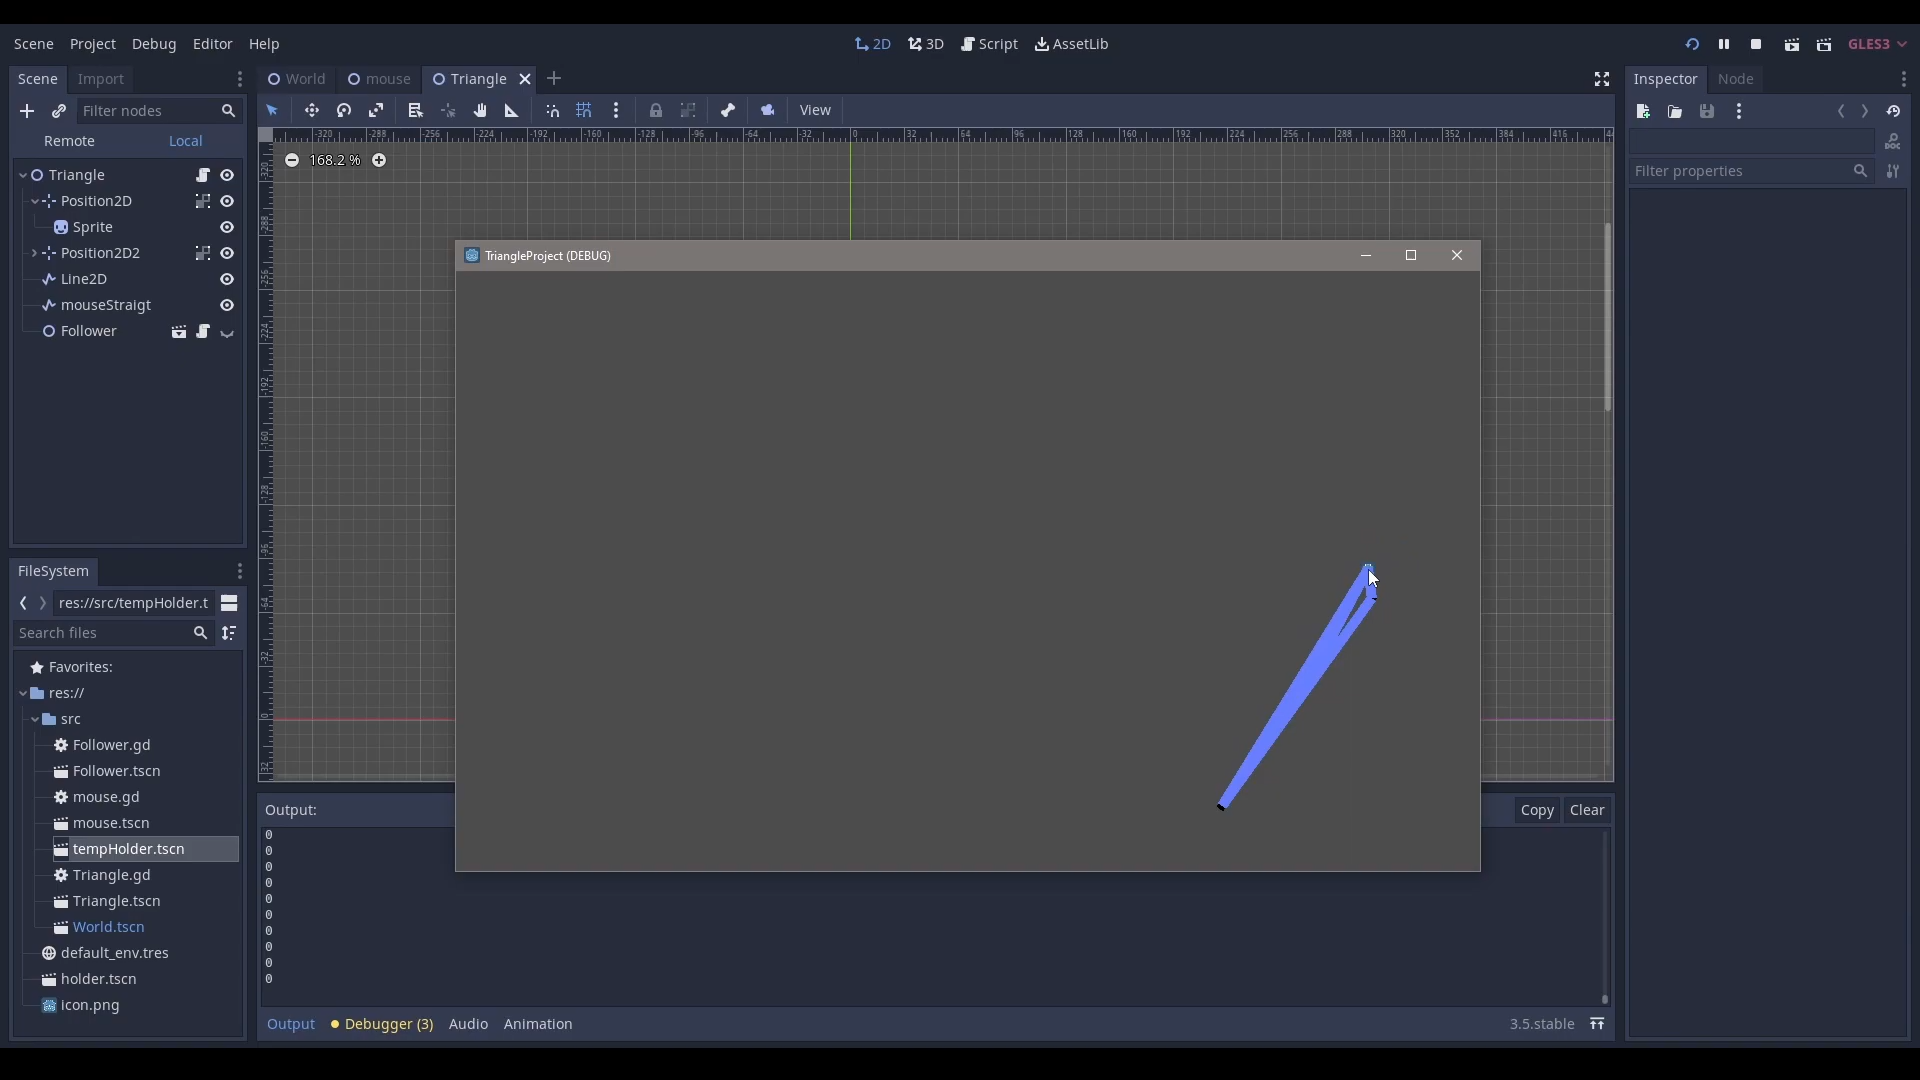 Scene Project Debug Editor Help
2D 3D Script AssetLib
GLES3
Scene Import
World mouse Triangle
Inspector Node
Filter nodes
View
Remote Local
168.2 %
Filter properties
Triangle
Position2D
Sprite
Position2D2
Line2D
mouseStraigt
Follower
TriangleProject (DEBUG)
FileSystem
res://src/tempHolder.t
Search files
Favorites:
res://
src
Follower.gd
Follower.tscn
mouse.gd
mouse.tscn
tempHolder.tscn
Triangle.gd
Triangle.tscn
World.tscn
default_env.tres
holder.tscn
icon.png
Output:
Copy Clear
0
0
0
0
0
0
0
0
0
0
Output Debugger (3) Audio Animation
3.5.stable